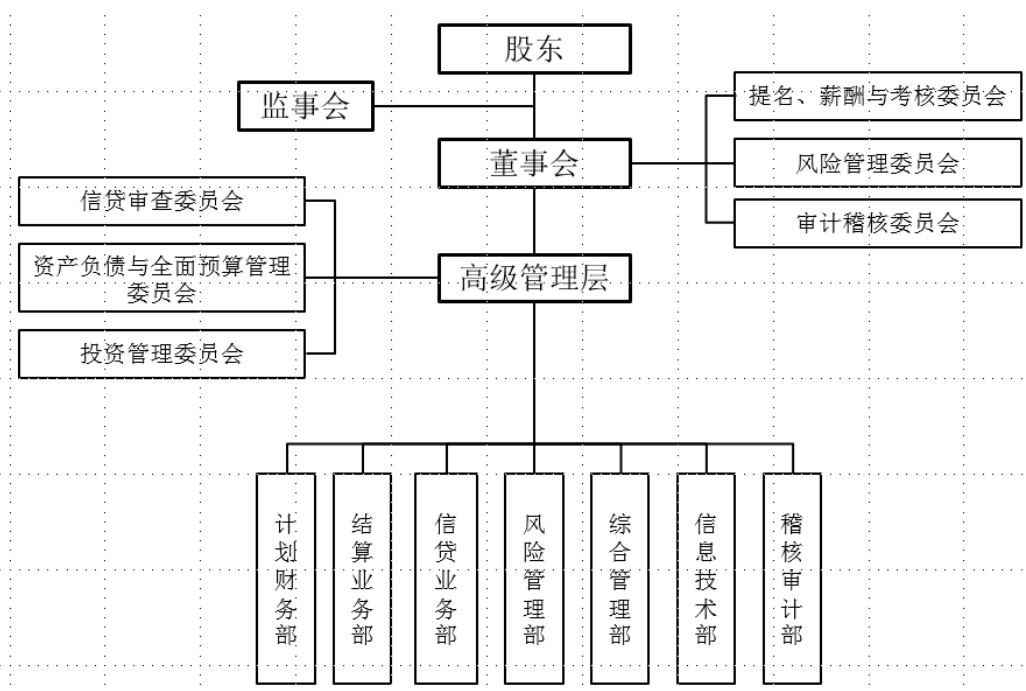 股东
监事会
提名、薪酬与考核委员会
董事会
风险管理委员会
审计稽核委员会
信贷审查委员会
资产负债与全面预算管理
委员会
高级管理层
投资管理委员会
计划财务部
结算业务部
信贷业务部
风险管理部
综合管理部
信息技术部
稽核审计部